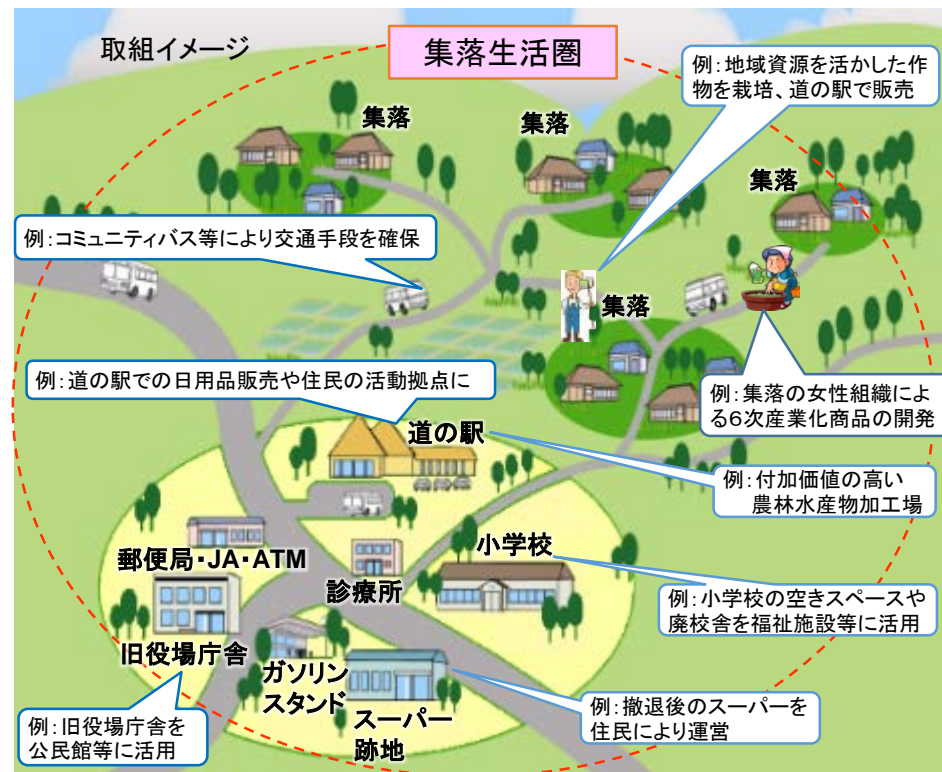 取組イメージ
集落生活圏
例：地域資源を活かした作
物を栽培、道の駅で販売
集落
集落
集落
例：コミュニティバス等により交通手段を確保
集落
例：道の駅での日用品販売や住民の活動拠点に
例：集落の女性組織によ
る６次産業化商品の開発
道の駅
例：付加価値の高い
農林水産物加工場
郵便局・JA・ATM
小学校
診療所
例：小学校の空きスペースや
廃校舎を福祉施設等に活用
旧役場庁舎
ガソリン
スタンド
スーパー
跡地
例：旧役場庁舎を
公民館等に活用
例：撤退後のスーパーを
住民により運営